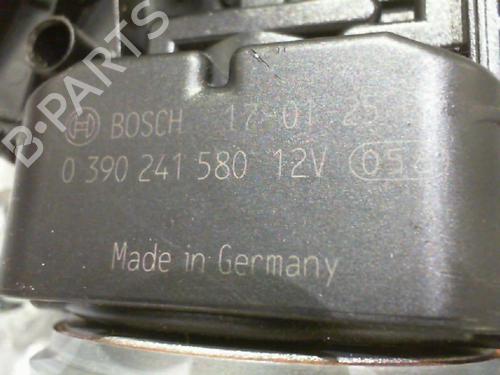 B-PARTS
BOSCH 17-01-25
0 390 241 580 12V
Made in Germany